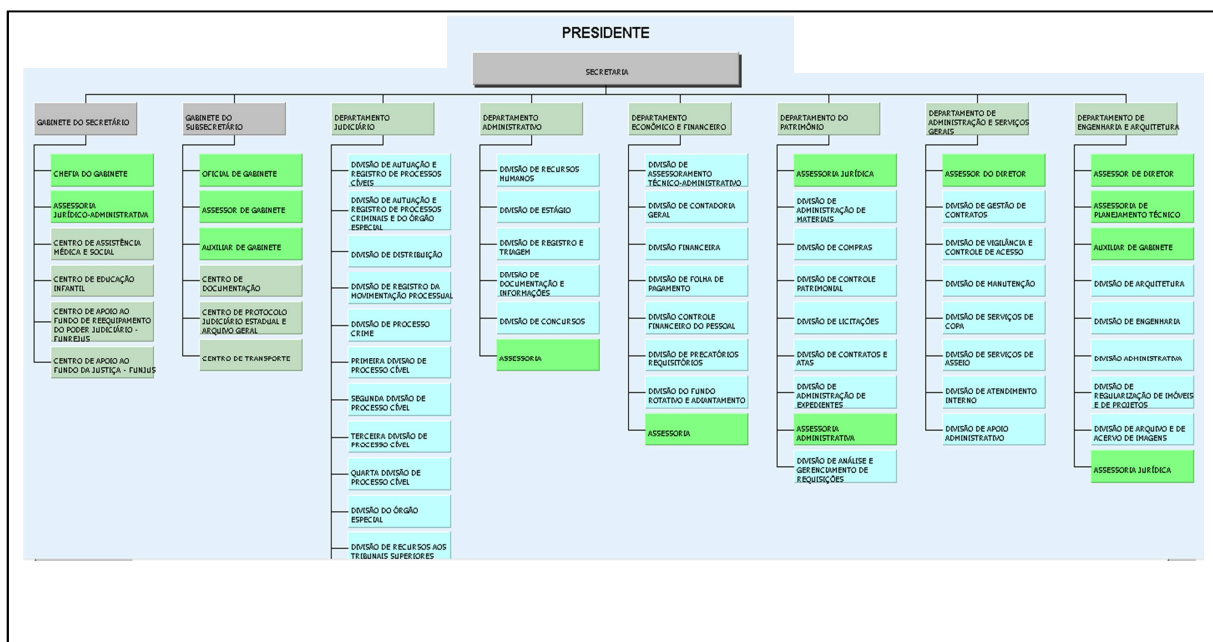 PRESIDENTE
SECRETARIA
GABINETE DO SECRETÁRIO
CHEFIA DO GABINETE
ASSESSORIA
JURÍDICO-ADMINISTRATIVA
CENTRO DE ASSISTÊNCIA
MÉDICA E SOCIAL
CENTRO DE EDUCAÇÃO
INFANTIL
CENTRO DE APOIO AO
FUNDO DE REEQUIPAMENTO
DO PODER JUDICIÁRIO -
FUNREJUS
CENTRO DE APOIO AO
FUNDO DA JUSTIÇA - FUNJUS
GABINETE DO
SUBSECRETÁRIO
OFICIAL DE GABINETE
ASSESSOR DE GABINETE
AUXILIAR DE GABINETE
CENTRO DE
DOCUMENTAÇÃO
CENTRO DE PROTOCOLO
JUDICIÁRIO ESTADUAL E
ARQUIVO GERAL
CENTRO DE TRANSPORTE
DEPARTAMENTO
JUDICIÁRIO
DIVISÃO DE AUTUAÇÃO E
REGISTRO DE PROCESSOS
CÍVEIS
DIVISÃO DE AUTUAÇÃO E
REGISTRO DE PROCESSOS
CRIMINAIS E DO ÓRGÃO
ESPECIAL
DIVISÃO DE DISTRIBUIÇÃO
DIVISÃO DE REGISTRO DA
MOVIMENTAÇÃO PROCESSUAL
DIVISÃO DE PROCESSO
CRIME
PRIMEIRA DIVISÃO DE
PROCESSO CÍVEL
SEGUNDA DIVISÃO DE
PROCESSO CÍVEL
TERCEIRA DIVISÃO DE
PROCESSO CÍVEL
QUARTA DIVISÃO DE
PROCESSO CÍVEL
DIVISÃO DO ÓRGÃO
ESPECIAL
DIVISÃO DE RECURSOS AOS
TRIBUNAIS SUPERIORES
DEPARTAMENTO
ADMINISTRATIVO
DIVISÃO DE RECURSOS
HUMANOS
DIVISÃO DE ESTÁGIO
DIVISÃO DE REGISTRO E
TRIAGEM
DIVISÃO DE
DOCUMENTAÇÃO E
INFORMAÇÕES
DIVISÃO DE CONCURSOS
ASSESSORIA
DEPARTAMENTO
ECONÔMICO E FINANCEIRO
DIVISÃO DE
ASSESSORAMENTO
TÉCNICO-ADMINISTRATIVO
DIVISÃO DE CONTADORIA
GERAL
DIVISÃO FINANCEIRA
DIVISÃO DE FOLHA DE
PAGAMENTO
DIVISÃO CONTROLE
FINANCEIRO DO PESSOAL
DIVISÃO DE PRECATÓRIOS
REQUISITÓRIOS
DIVISÃO DO FUNDO
ROTATIVO E ADIANTAMENTO
ASSESSORIA
DEPARTAMENTO DO
PATRIMÔNIO
ASSESSORIA JURÍDICA
DIVISÃO DE
ADMINISTRAÇÃO DE
MATERIAIS
DIVISÃO DE COMPRAS
DIVISÃO DE CONTROLE
PATRIMONIAL
DIVISÃO DE LICITAÇÕES
DIVISÃO DE CONTRATOS E
ATAS
DIVISÃO DE
ADMINISTRAÇÃO DE
EXPEDIENTES
ASSESSORIA
ADMINISTRATIVA
DIVISÃO DE ANÁLISE E
GERENCIAMENTO DE
REQUISIÇÕES
DEPARTAMENTO DE
ADMINISTRAÇÃO E SERVIÇOS
GERAIS
ASSESSOR DO DIRETOR
DIVISÃO DE GESTÃO DE
CONTRATOS
DIVISÃO DE VIGILÂNCIA E
CONTROLE DE ACESSO
DIVISÃO DE MANUTENÇÃO
DIVISÃO DE SERVIÇOS DE
COPA
DIVISÃO DE SERVIÇOS DE
ASSEIO
DIVISÃO DE ATENDIMENTO
INTERNO
DIVISÃO DE APOIO
ADMINISTRATIVO
DEPARTAMENTO DE
ENGENHARIA E ARQUITETURA
ASSESSOR DE DIRETOR
ASSESSORIA DE
PLANEJAMENTO TÉCNICO
AUXILIAR DE GABINETE
DIVISÃO DE ARQUITETURA
DIVISÃO DE ENGENHARIA
DIVISÃO ADMINISTRATIVA
DIVISÃO DE
REGULARIZAÇÃO DE IMÓVEIS
E DE PROJETOS
DIVISÃO DE ARQUIVO E DE
ACERVO DE IMAGENS
ASSESSORIA JURÍDICA